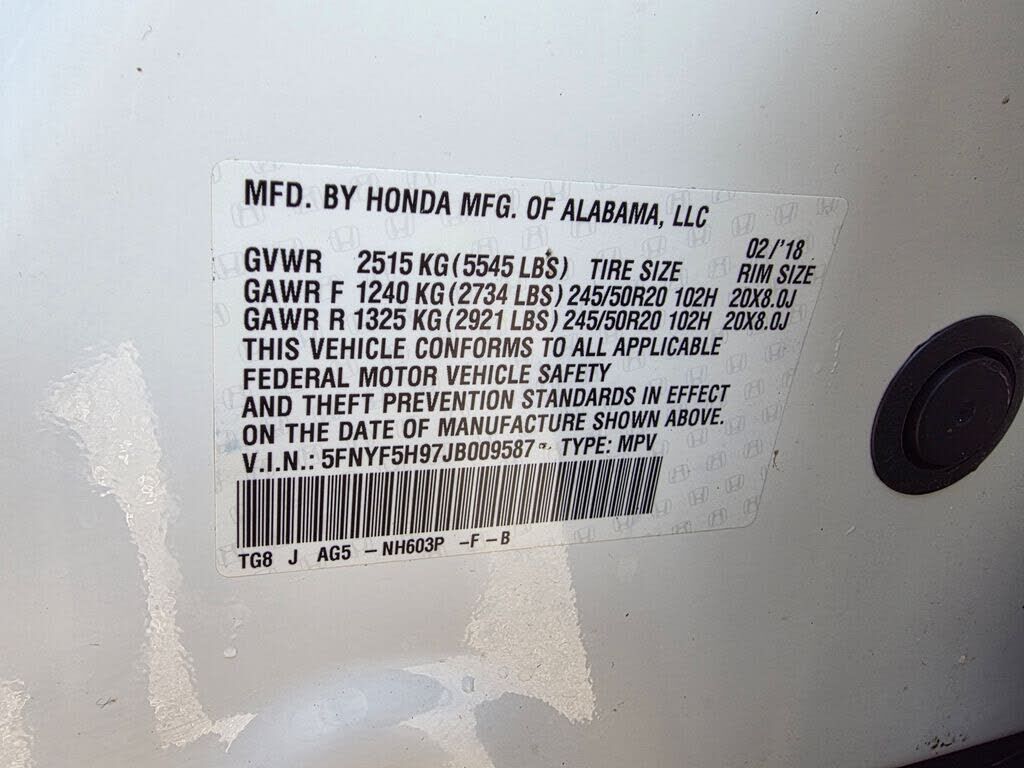 MFD. BY HONDA MFG. OF ALABAMA, LLC
02/'18
GVWR 2515 KG (5545 LBS) TIRE SIZE RIM SIZE
GAWR F 1240 KG (2734 LBS) 245/50R20 102H 20X8.0J
GAWR R 1325 KG (2921 LBS) 245/50R20 102H 20X8.0J
THIS VEHICLE CONFORMS TO ALL APPLICABLE
FEDERAL MOTOR VEHICLE SAFETY
AND THEFT PREVENTION STANDARDS IN EFFECT
ON THE DATE OF MANUFACTURE SHOWN ABOVE.
V.I.N.: 5FNYF5H97JB009587 TYPE: MPV
TG8 J AG5 -NH603P -F -B